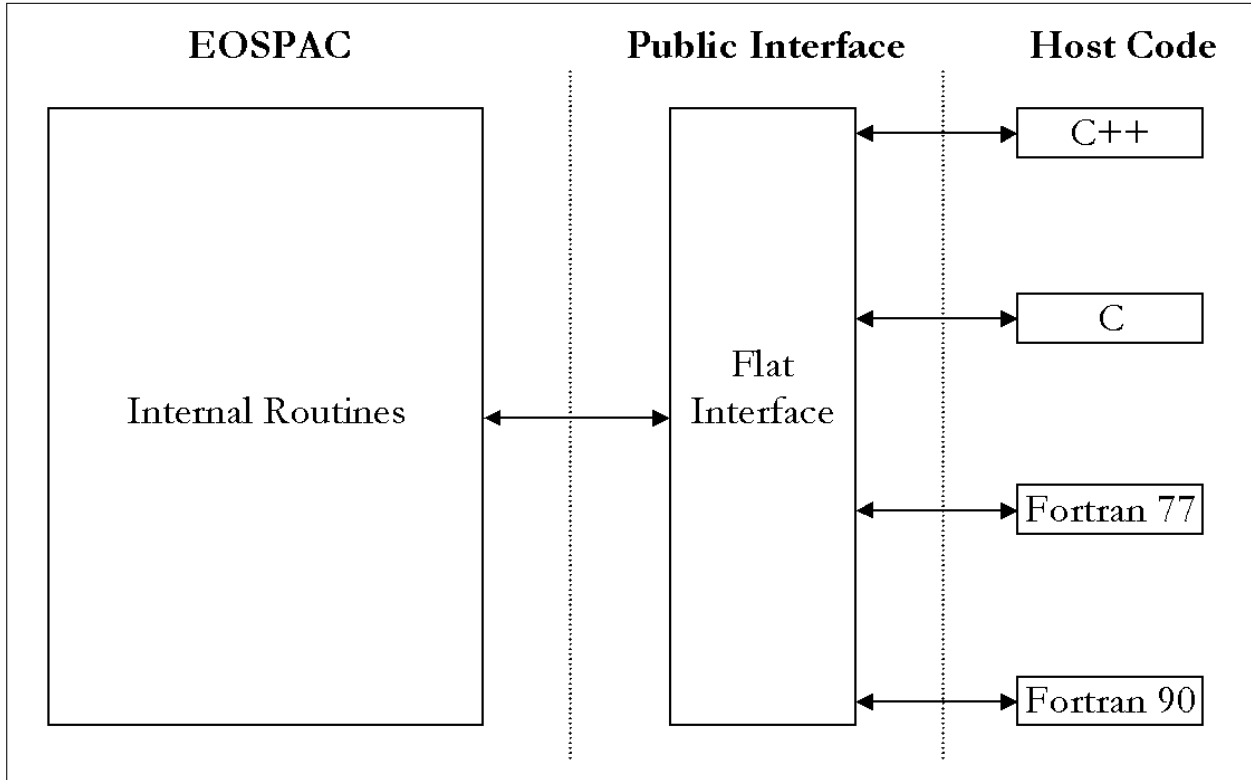 EOSPAC
Public Interface
Host Code
Internal Routines
Flat
Interface
C++
C
Fortran 77
Fortran 90